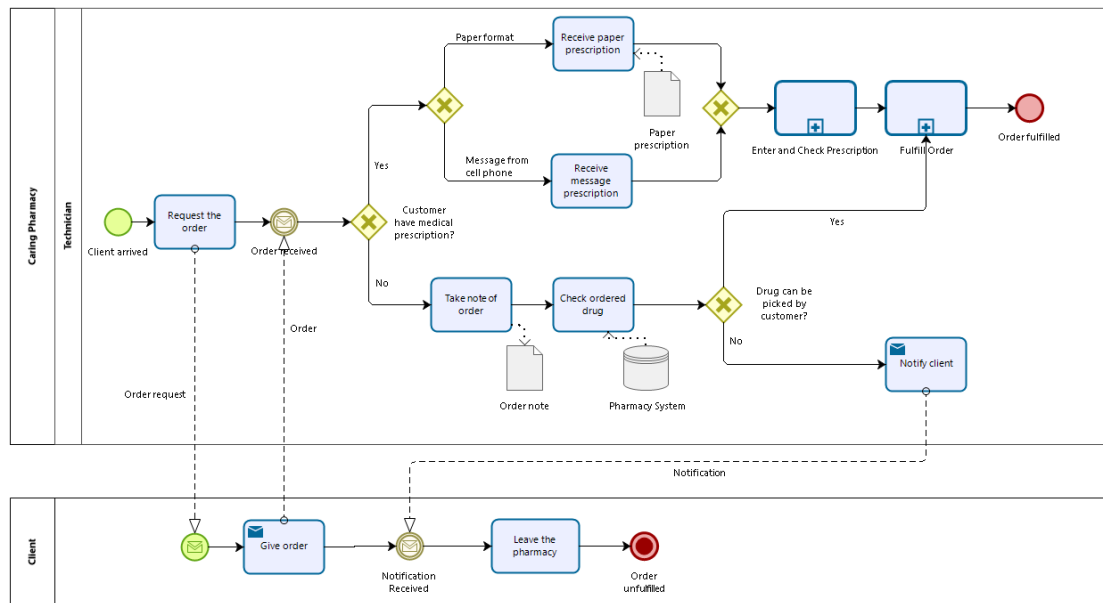 Caring Pharmacy
Technician
Client arrived
Request the
order
Order received
Customer
have medical
prescription?
Yes
No
Paper format
Message from
cell phone
Receive paper
prescription
Paper
prescription
Receive
message
prescription
Enter and Check Prescription
Fulfill Order
Order fulfilled
Take note of
order
Order note
Check ordered
drug
Pharmacy System
Drug can be
picked by
customer?
Yes
No
Notify client
Order request
Order
Notification
Client
Give order
Notification
Received
Leave the
pharmacy
Order
unfulfilled